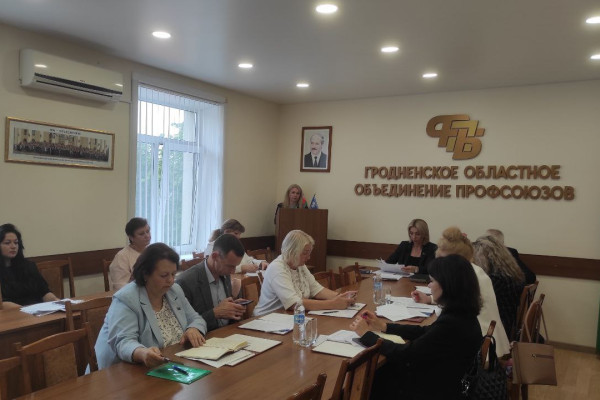 ФПБ
ГРОДНЕНСКОЕ ОБЛАСТНОЕ
ОБЪЕДИНЕНИЕ ПРОФСОЮЗОВ